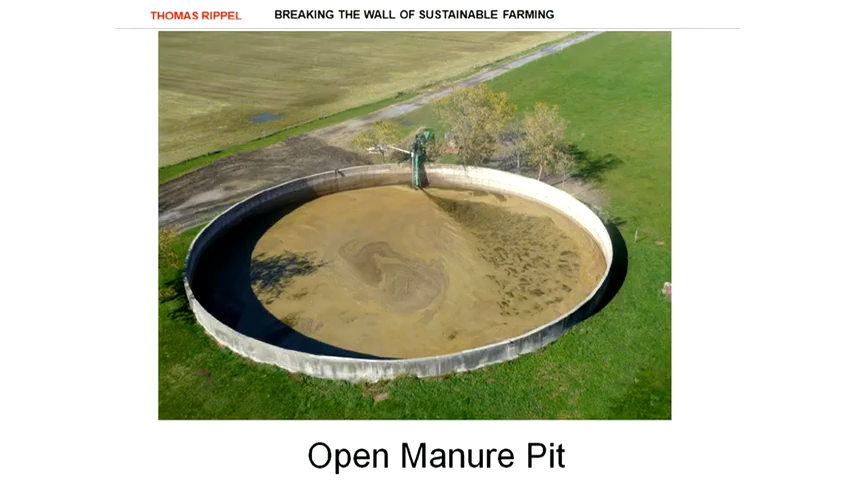 THOMAS RIPPEL BREAKING THE WALL OF SUSTAINABLE FARMING
Open Manure Pit